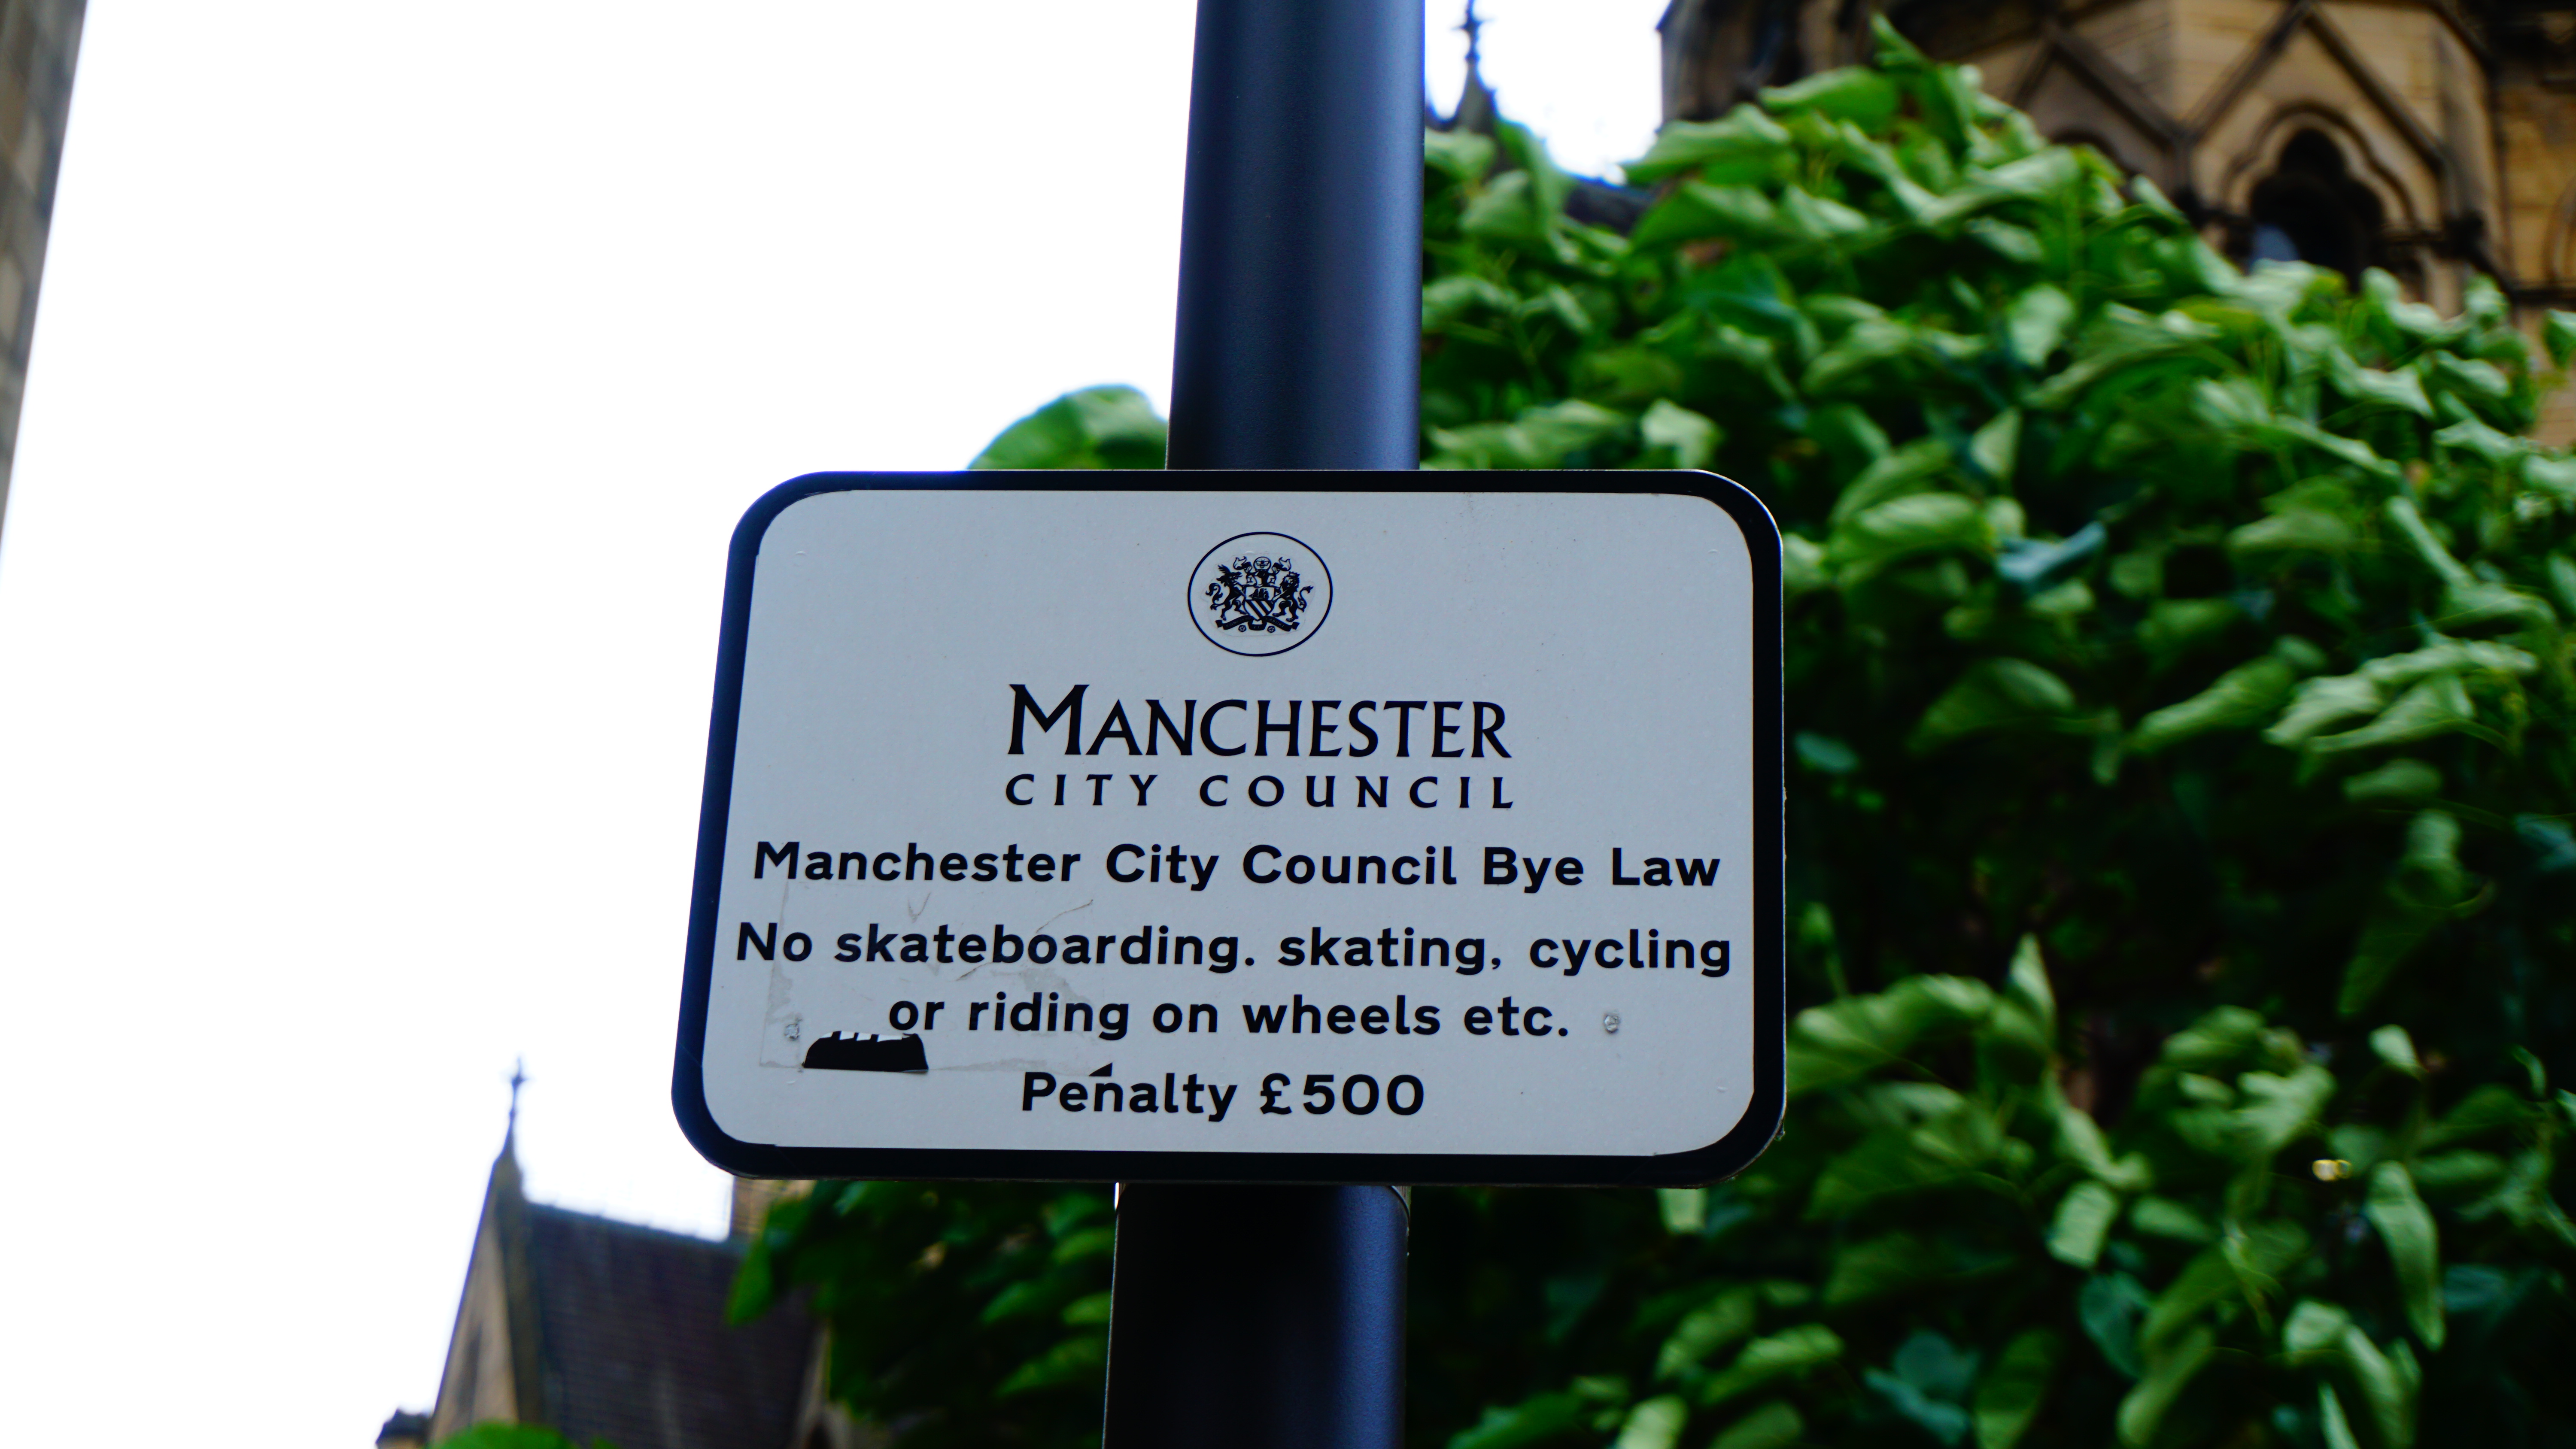 MANCHESTER
CITY COUNCIL
Manchester City Council Bye Law
No skateboarding. skating, cycling
or riding on wheels etc.
Penalty £500